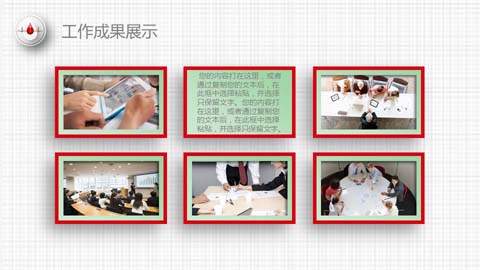 工作成果展示
您的内容打在这里，或者
通过复制您的文本后，在
此框中选择粘贴，并选择
只保留文字。您的内容打
在这里，或者通过复制您
的文本后，在此框中选择
粘贴，并选择只保留文字。